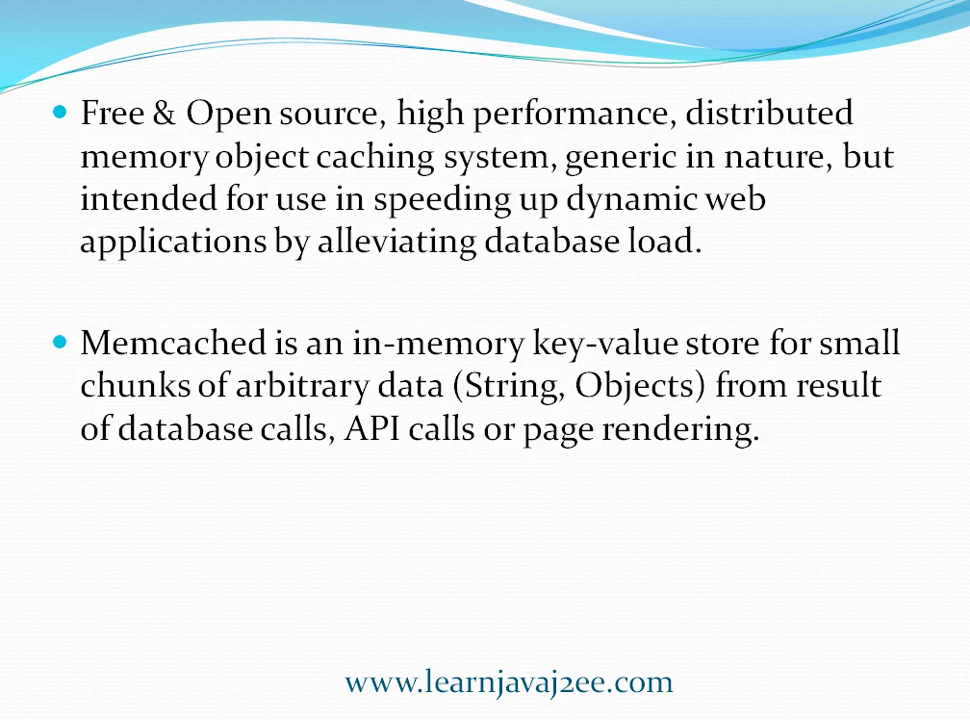 Free & Open source, high performance, distributed
memory object caching system, generic in nature, but
intended for use in speeding up dynamic web
applications by alleviating database load.
Memcached is an in-memory key-value store for small
chunks of arbitrary data (String, Objects) from result
of database calls, API calls or page rendering.
www.learnjavaj2ee.com